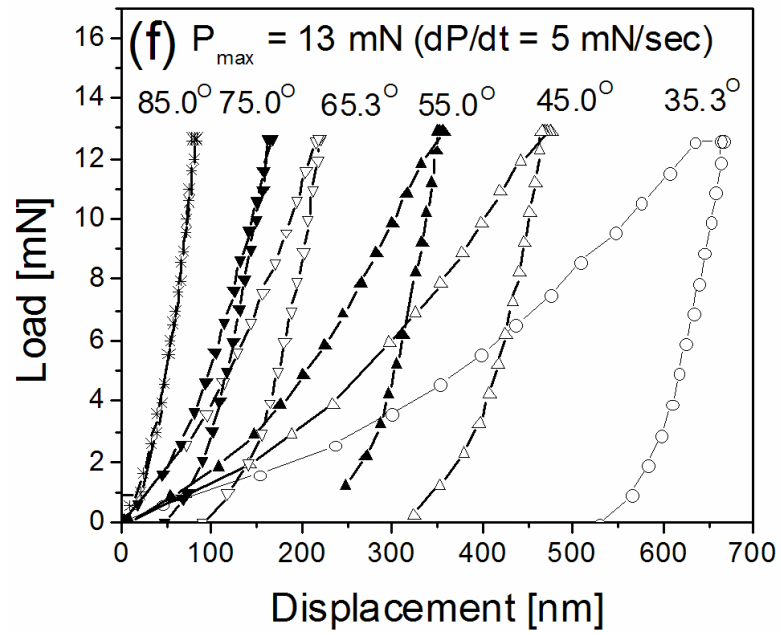 (f) P_max = 13 mN (dP/dt = 5 mN/sec)
85.0° 75.0° 65.3° 55.0° 45.0° 35.3°
16
14
12
10
8
6
4
2
0
Load [mN]
0 100 200 300 400 500 600 700
Displacement [nm]